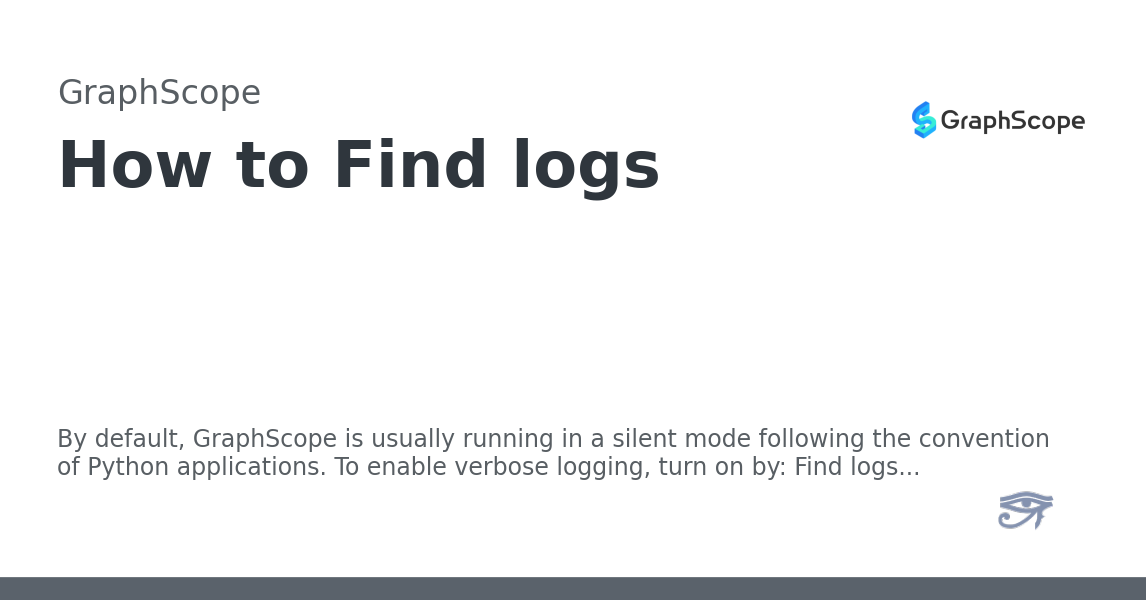 GraphScope
GraphScope
How to Find logs
By default, GraphScope is usually running in a silent mode following the convention
of Python applications. To enable verbose logging, turn on by: Find logs...